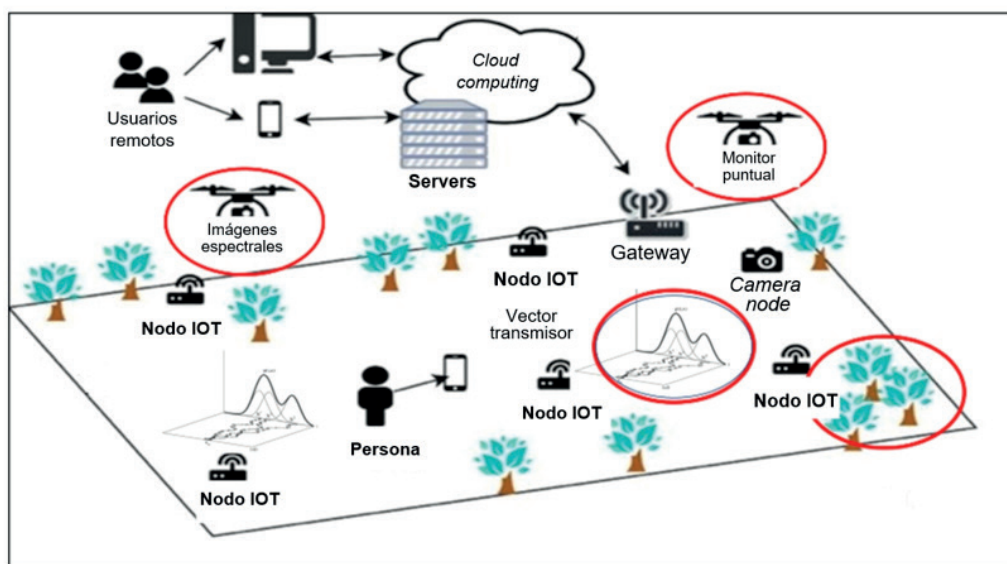 Cloud
computing
Usuarios
remotos
Servers
Monitor
puntual
Imágenes
espectrales
Gateway
Nodo IOT
Camera
node
Nodo IOT
Vector
transmisor
Nodo IOT
Nodo IOT
Persona
Nodo IOT